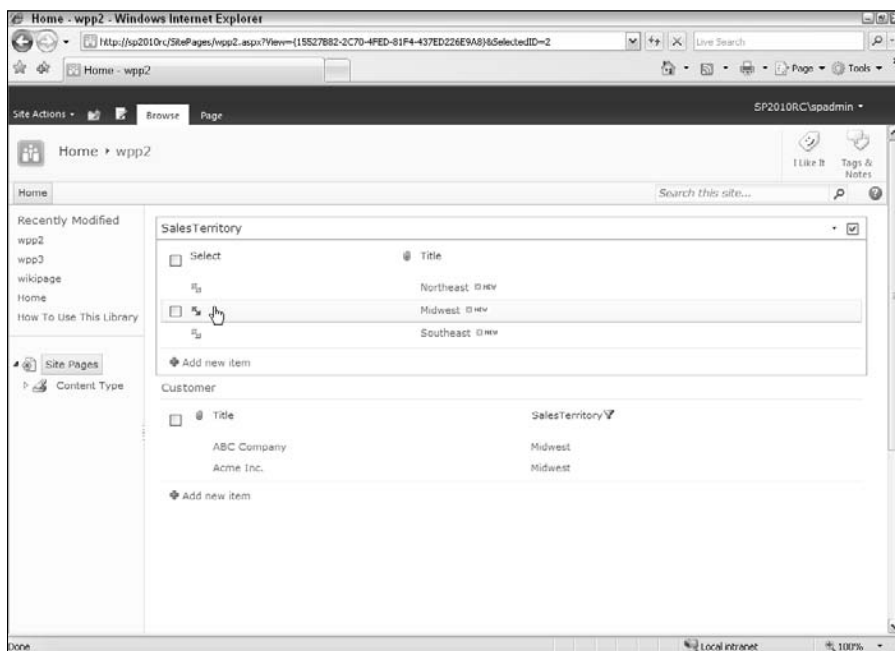 Home - wpp2 - Windows Internet Explorer
http://sp2010rc/SitePages/wpp2.aspx?View={15527B82-2C70-4FED-81F4-437ED226E9A8}&SelectedID=2
Live Search
Home - wpp2
Page
Tools
Site Actions
Browse
Page
SP2010RC\spadmin
Home
wpp2
I Like It
Tags & Notes
Home
Search this site...
Recently Modified
wpp2
wpp3
wikipage
Home
How To Use This Library
Site Pages
Content Type
SalesTerritory
Select
Title
Northeast NEW
Midwest NEW
Southeast NEW
Add new item
Customer
Title
SalesTerritory
ABC Company
Midwest
Acme Inc.
Midwest
Add new item
Done
Local intranet
100%